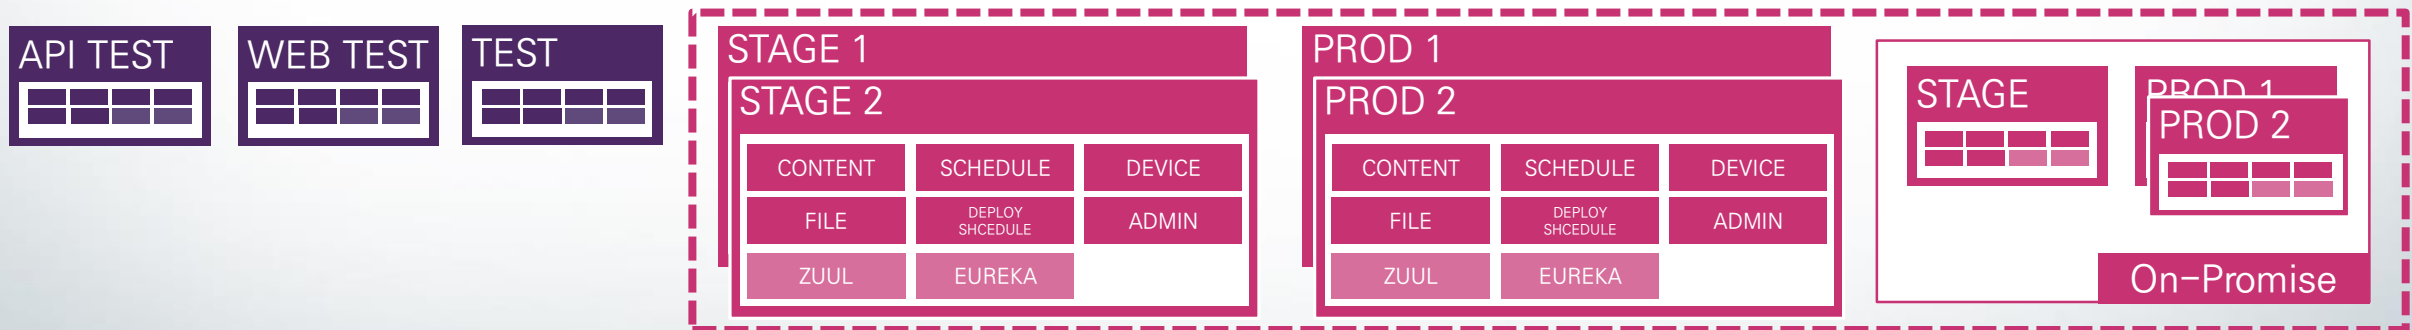 API TEST
WEB TEST
TEST
STAGE 1
STAGE 2
CONTENT
SCHEDULE
DEVICE
FILE
DEPLOY
SHCEDULE
ADMIN
ZUUL
EUREKA
PROD 1
PROD 2
CONTENT
SCHEDULE
DEVICE
FILE
DEPLOY
SHCEDULE
ADMIN
ZUUL
EUREKA
STAGE
PROD 1
PROD 2
On-Promise